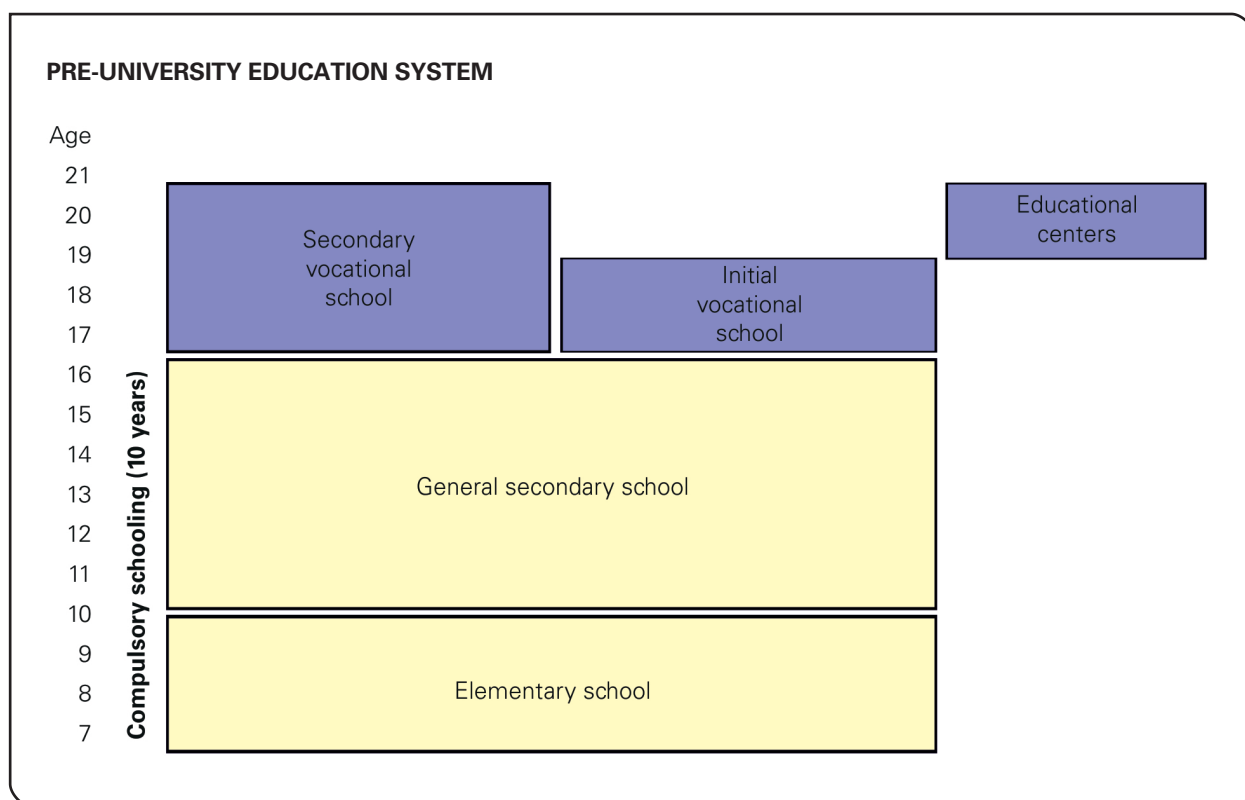 PRE-UNIVERSITY EDUCATION SYSTEM
Age
21
20
19
18
17
16
15
14
13
12
11
10
9
8
7
Compulsory schooling (10 years)
Secondary
vocational
school
Initial
vocational
school
Educational
centers
General secondary school
Elementary school